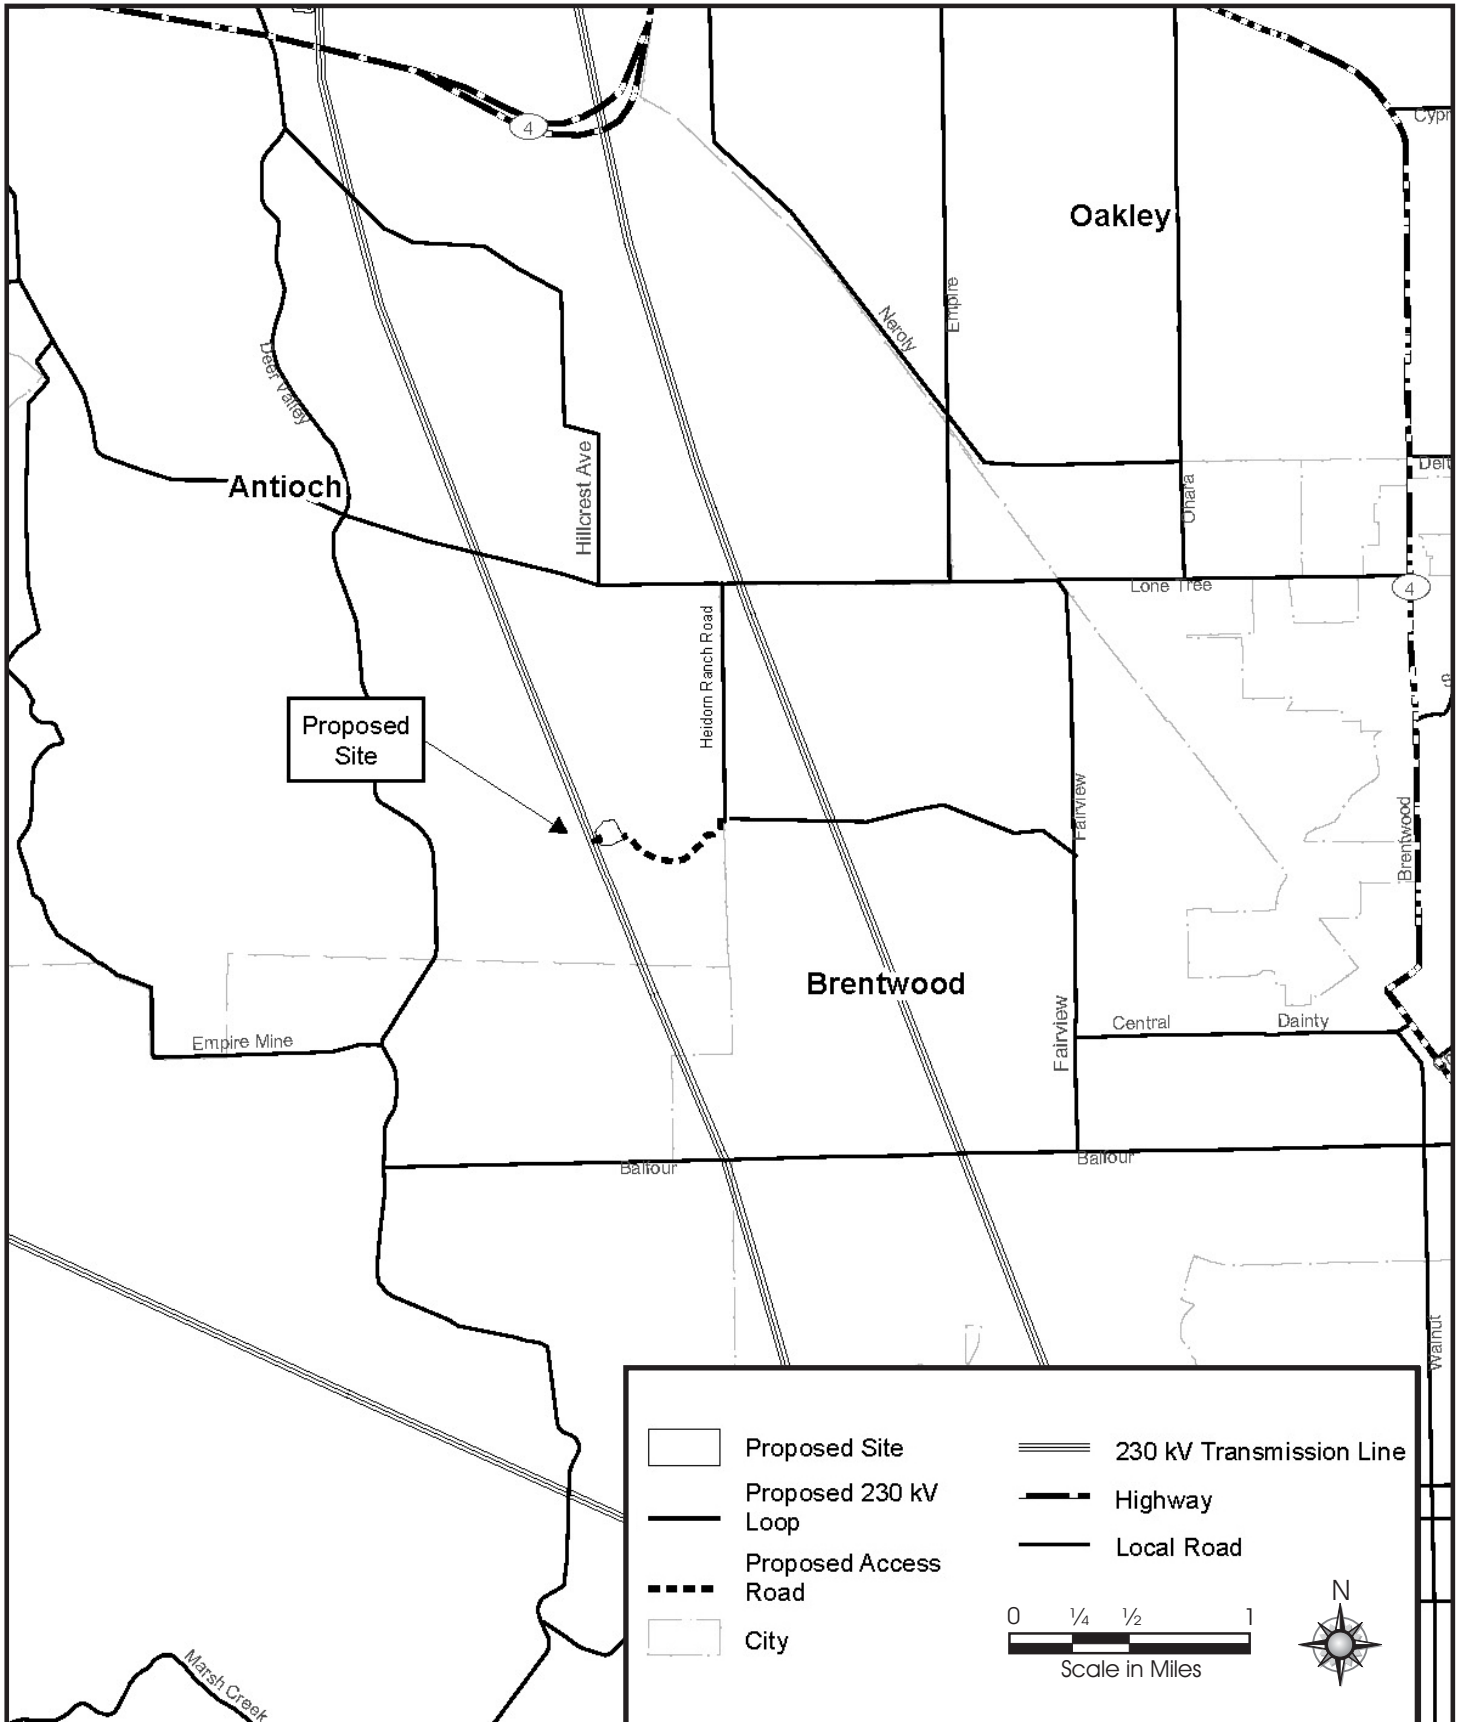 4
Cypr
Oakley
Empire
Neroly
Deer Valley
Antioch
Hillcrest Ave
Delt
Ohara
Lone Tree
4
Heidorn Ranch Road
S
Proposed
Site
Fairview
Brentwood
Brentwood
Fairview
Central
Dainty
Empire Mine
Balfour
Balfour
Walnut
Proposed Site
Proposed 230 kV
Loop
Proposed Access
Road
City
230 kV Transmission Line
Highway
Local Road
N
0 ¼ ½ 1
Scale in Miles
Marsh Creek